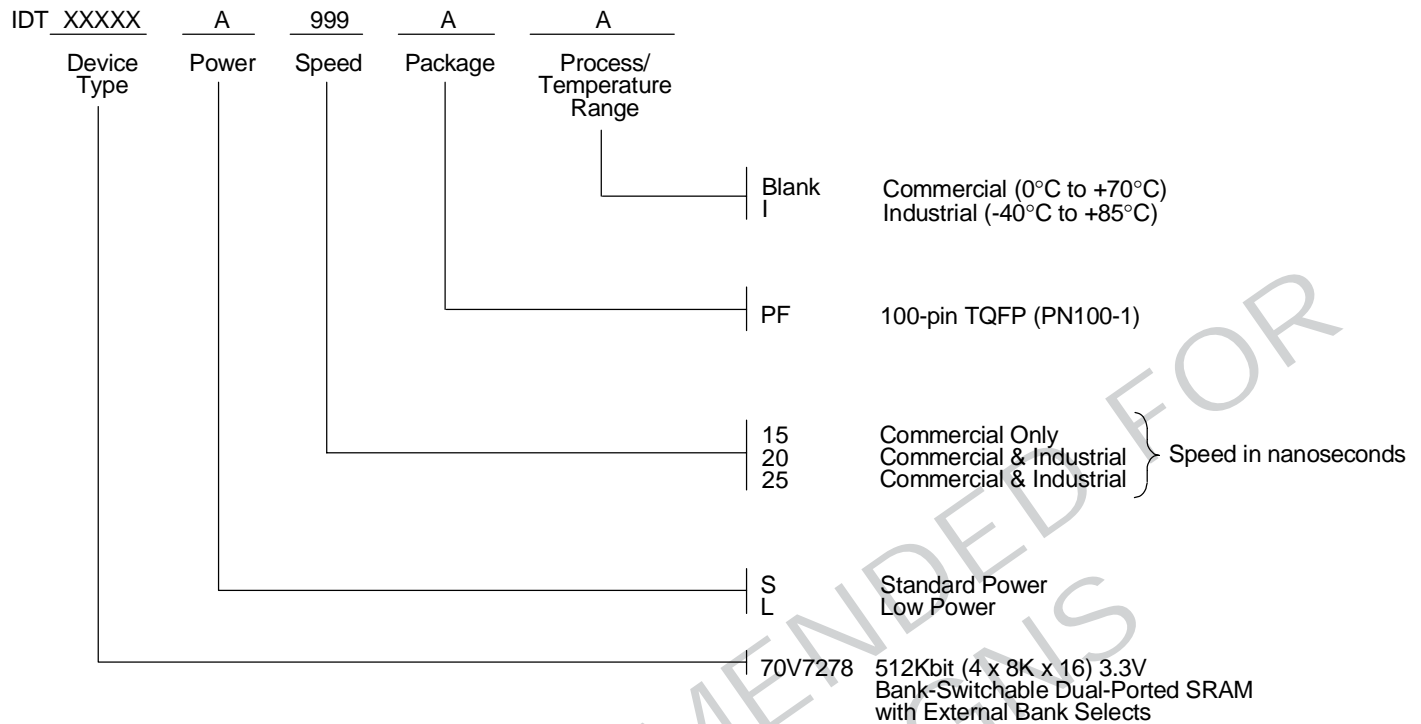 IDT XXXXX A 999 A A
Device Type Power Speed Package Process/ Temperature Range
Blank Commercial (0°C to +70°C)
I Industrial (-40°C to +85°C)
PF 100-pin TQFP (PN100-1)
15 Commercial Only
20 Commercial & Industrial
25 Commercial & Industrial
Speed in nanoseconds
S Standard Power
L Low Power
70V7278 512Kbit (4 x 8K x 16) 3.3V
Bank-Switchable Dual-Ported SRAM
with External Bank Selects
FOR